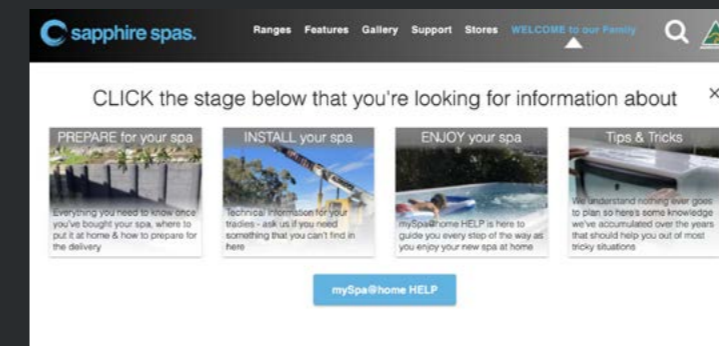 sapphire spas.
Ranges Features Gallery Support Stores WELCOME to our Family
CLICK the stage below that you're looking for information about
×
PREPARE for your spa
Everything you need to know once
you've bought your spa, where to
put it at home & how to prepare for
the delivery
INSTALL your spa
Technical information for your
tradies - ask us if you need
something that you can't find in
here
ENJOY your spa
mySpa@home HELP is here to
guide you every step of the way as
you enjoy your new spa at home
Tips & Tricks
We understand nothing ever goes
to plan so here's some knowledge
we've accumulated over the years
that should help you out of most
tricky situations
mySpa@home HELP